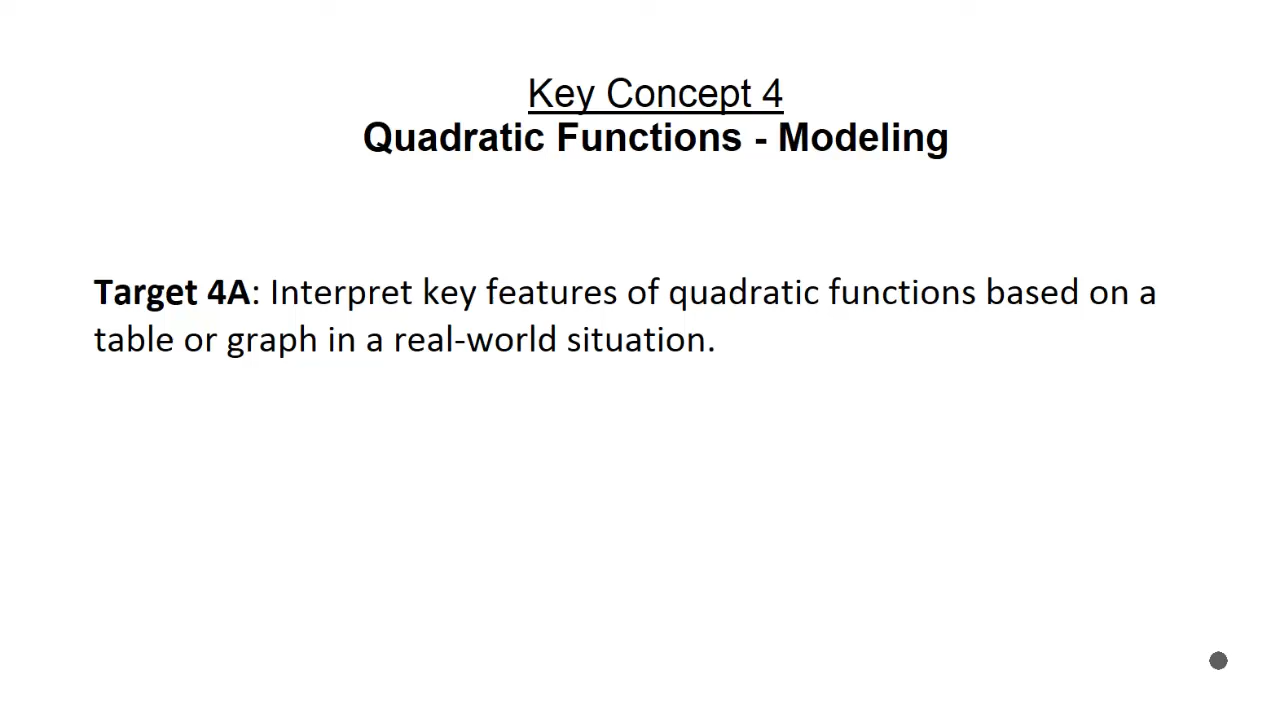 Key Concept 4
Quadratic Functions - Modeling
Target 4A: Interpret key features of quadratic functions based on a
table or graph in a real-world situation.